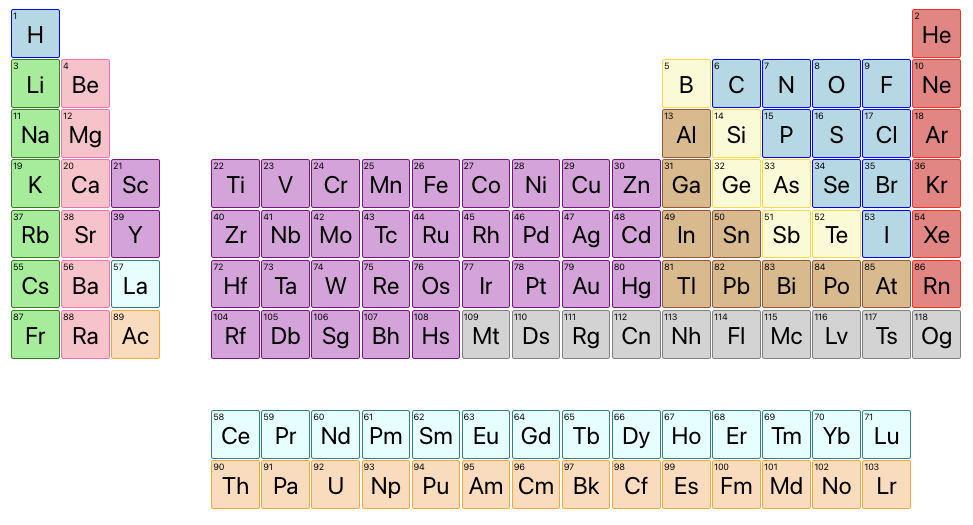 1 2
H He
3 4 5 6 7 8 9 10
Li Be B C N O F Ne
11 12 13 14 15 16 17 18
Na Mg Al Si P S Cl Ar
19 20 21 22 23 24 25 26 27 28 29 30 31 32 33 34 35 36
K Ca Sc Ti V Cr Mn Fe Co Ni Cu Zn Ga Ge As Se Br Kr
37 38 39 40 41 42 43 44 45 46 47 48 49 50 51 52 53 54
Rb Sr Y Zr Nb Mo Tc Ru Rh Pd Ag Cd In Sn Sb Te I Xe
55 56 57 72 73 74 75 76 77 78 79 80 81 82 83 84 85 86
Cs Ba La Hf Ta W Re Os Ir Pt Au Hg Tl Pb Bi Po At Rn
87 88 89 104 105 106 107 108 109 110 111 112 113 114 115 116 117 118
Fr Ra Ac Rf Db Sg Bh Hs Mt Ds Rg Cn Nh Fl Mc Lv Ts Og
58 59 60 61 62 63 64 65 66 67 68 69 70 71
Ce Pr Nd Pm Sm Eu Gd Tb Dy Ho Er Tm Yb Lu
90 91 92 93 94 95 96 97 98 99 100 101 102 103
Th Pa U Np Pu Am Cm Bk Cf Es Fm Md No Lr